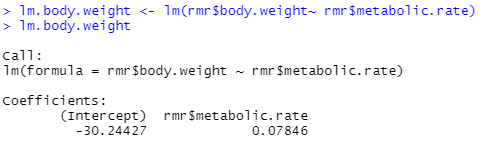 > lm.body.weight <- lm(rmr$body.weight~ rmr$metabolic.rate)
> lm.body.weight
Call:
lm(formula = rmr$body.weight ~ rmr$metabolic.rate)
Coefficients:
(Intercept) rmr$metabolic.rate
-30.24427 0.07846